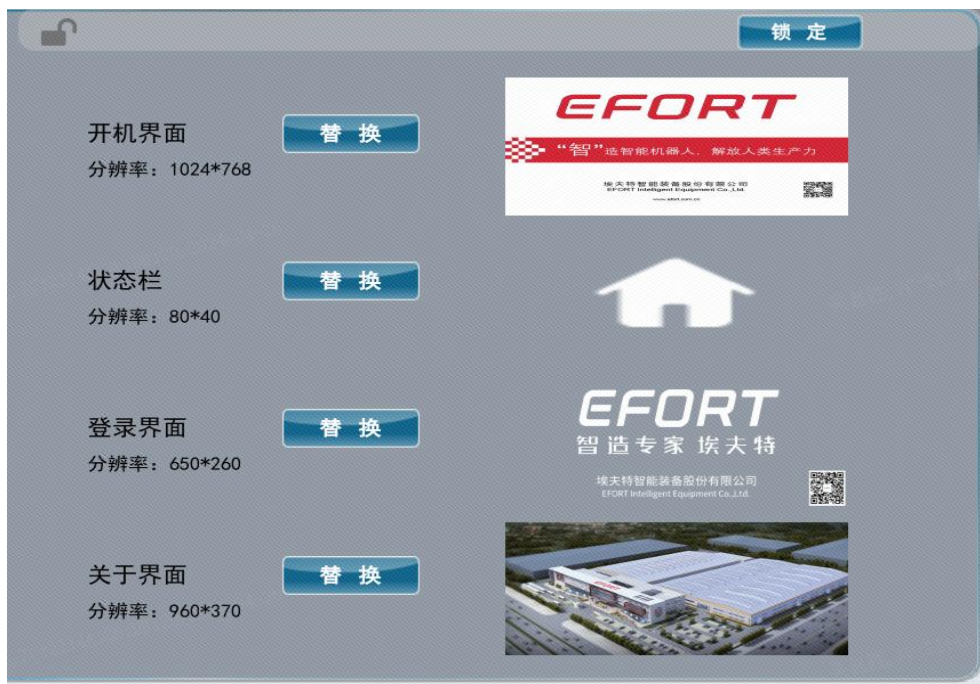 锁 定
开机界面
替 换
分辨率：1024*768
EFORT
“智”造智能机器人，解放人类生产力
埃夫特智能装备股份有限公司
EFORT Intelligent Equipment Co.,Ltd.
www.efort.com.cn
状态栏
替 换
分辨率：80*40
登录界面
替 换
分辨率：650*260
EFORT
智造专家 埃夫特
埃夫特智能装备股份有限公司
EFORT Intelligent Equipment Co.,Ltd.
关于界面
替 换
分辨率：960*370